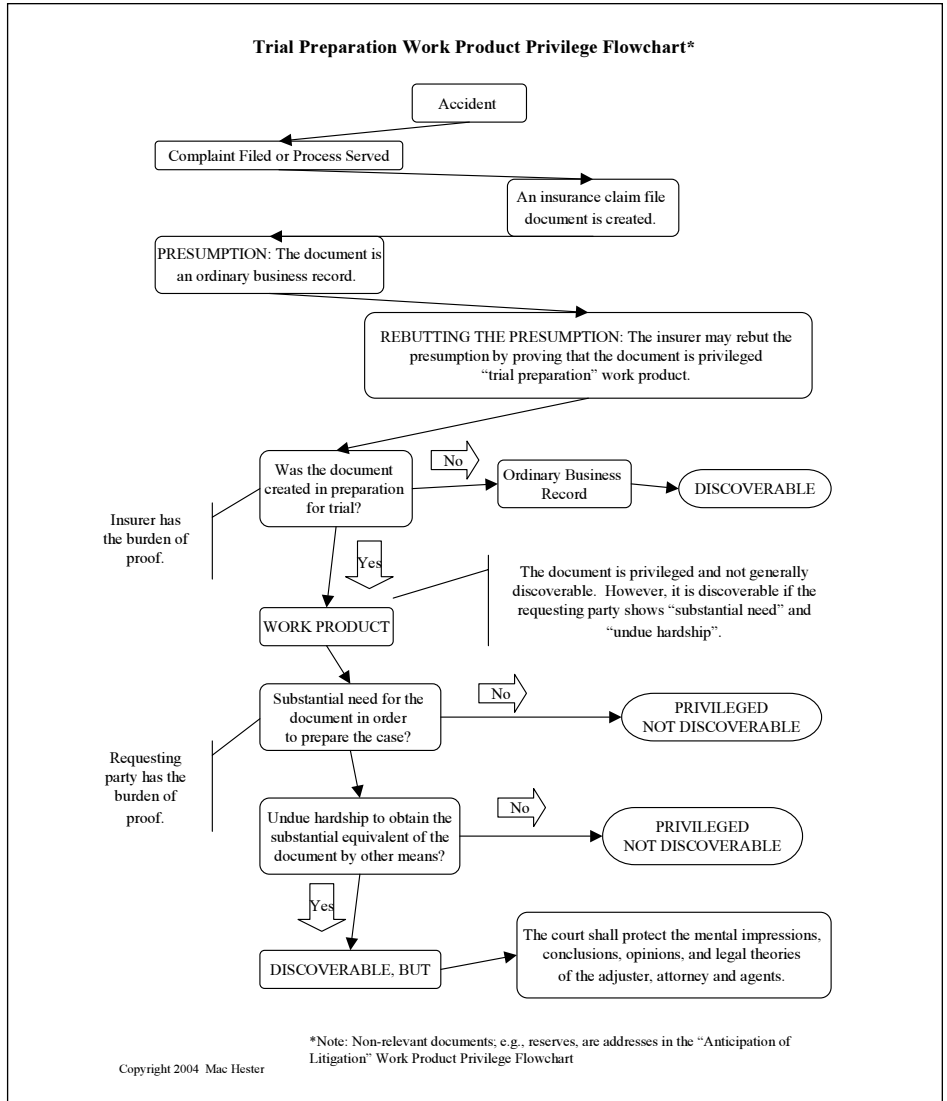 Trial Preparation Work Product Privilege Flowchart*
Accident
Complaint Filed or Process Served
An insurance claim file
document is created.
PRESUMPTION: The document is
an ordinary business record.
REBUTTING THE PRESUMPTION: The insurer may rebut the
presumption by proving that the document is privileged
“trial preparation” work product.
Was the document
created in preparation
for trial?
No
Ordinary Business
Record
DISCOVERABLE
Insurer has
the burden of
proof.
Yes
The document is privileged and not generally
discoverable. However, it is discoverable if the
requesting party shows “substantial need” and
“undue hardship”.
WORK PRODUCT
Substantial need for the
document in order
to prepare the case?
No
PRIVILEGED
NOT DISCOVERABLE
Requesting
party has the
burden of
proof.
Undue hardship to obtain the
substantial equivalent of the
document by other means?
No
PRIVILEGED
NOT DISCOVERABLE
Yes
DISCOVERABLE, BUT
The court shall protect the mental impressions,
conclusions, opinions, and legal theories
of the adjuster, attorney and agents.
*Note: Non-relevant documents; e.g., reserves, are addresses in the “Anticipation of
Litigation” Work Product Privilege Flowchart
Copyright 2004 Mac Hester